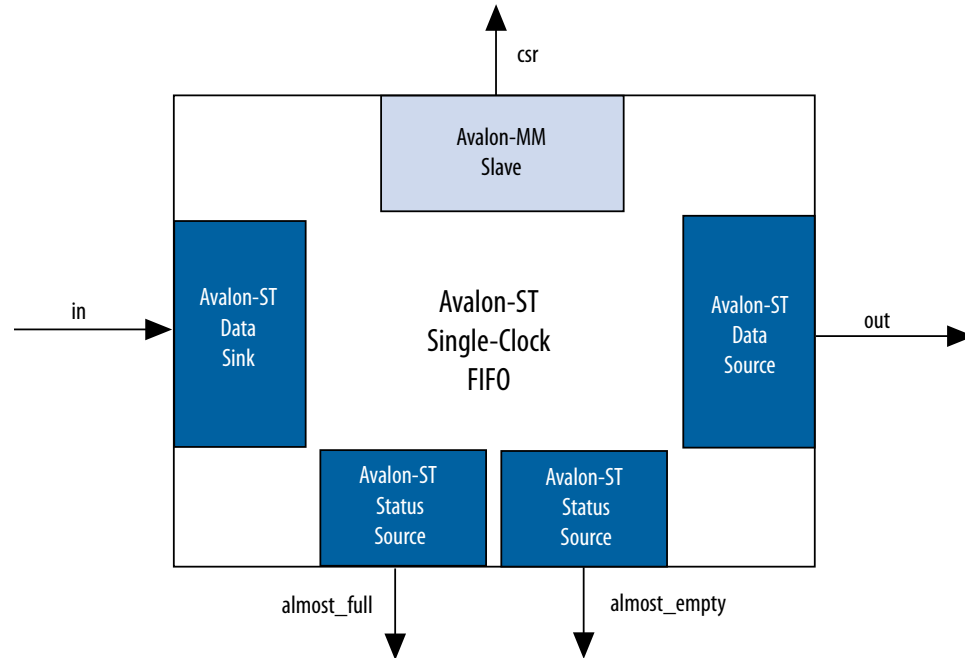 csr
Avalon-MM
Slave
in
Avalon-ST
Data
Sink
Avalon-ST
Single-Clock
FIFO
Avalon-ST
Data
Source
out
Avalon-ST
Status
Source
Avalon-ST
Status
Source
almost_full
almost_empty